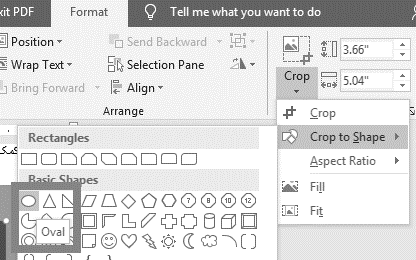 xit PDF
Format
Tell me what you want to do
Position
Send Backward
Wrap Text
Selection Pane
Bring Forward
Align
Arrange
Crop
3.66"
5.04"
Crop
Crop to Shape
Aspect Ratio
Fill
Fit
Rectangles
Basic Shapes
Oval